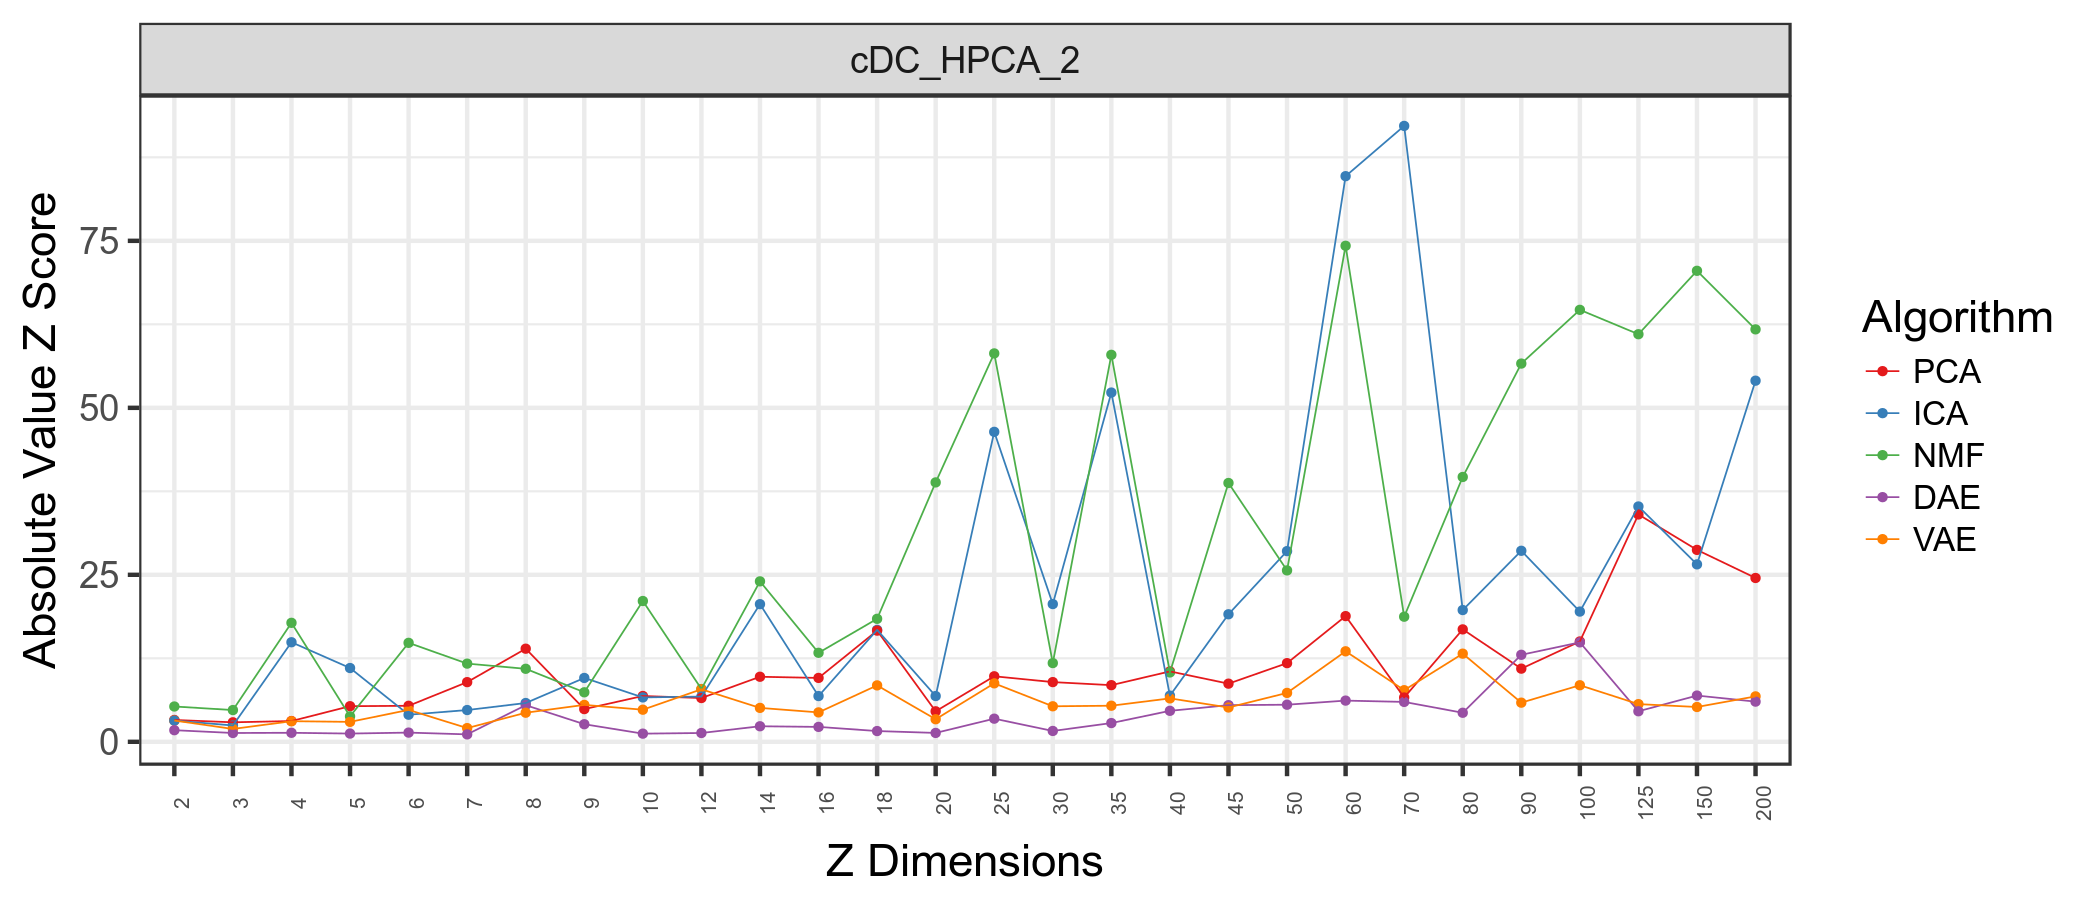 cDC_HPCA_2
Absolute Value Z Score
75
50
25
0
2 3 4 5 6 7 8 9 10 12 14 16 18 20 25 30 35 40 45 50 60 70 80 90 100 125 150 200
Z Dimensions
Algorithm
PCA
ICA
NMF
DAE
VAE